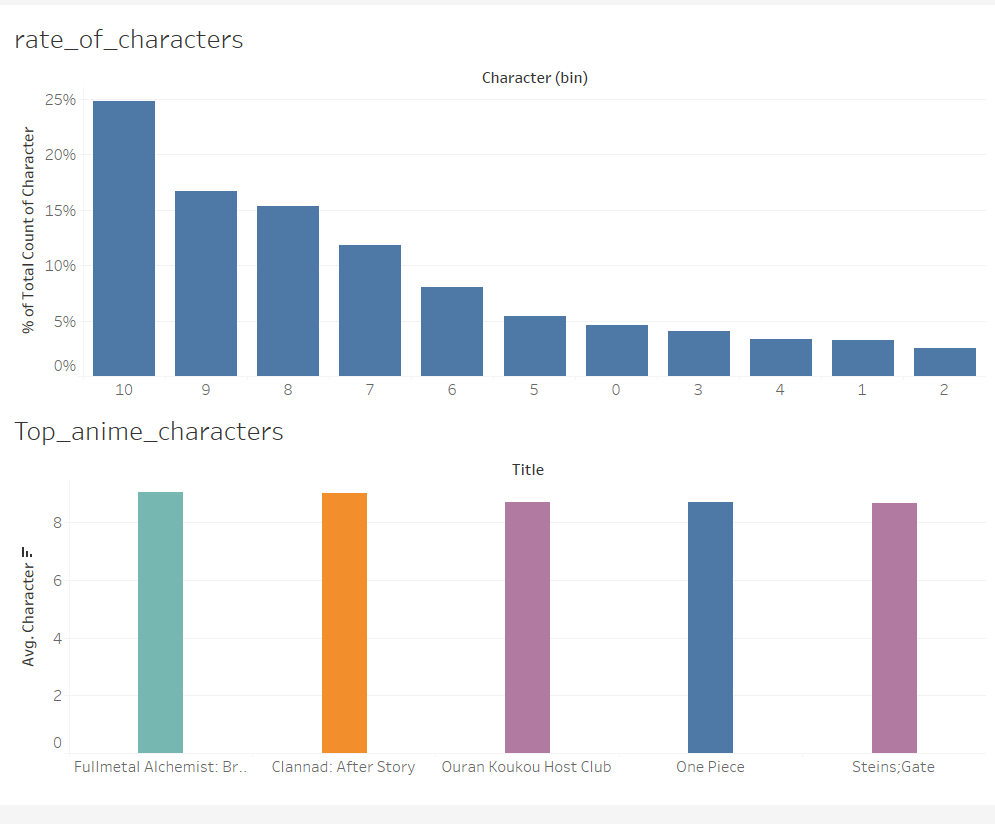 rate_of_characters
Character (bin)
% of Total Count of Character
25%
20%
15%
10%
5%
0%
10 9 8 7 6 5 0 3 4 1 2
Top_anime_characters
Title
Avg. Character
8
6
4
2
0
Fullmetal Alchemist: Br.. Clannad: After Story Ouran Koukou Host Club One Piece Steins;Gate